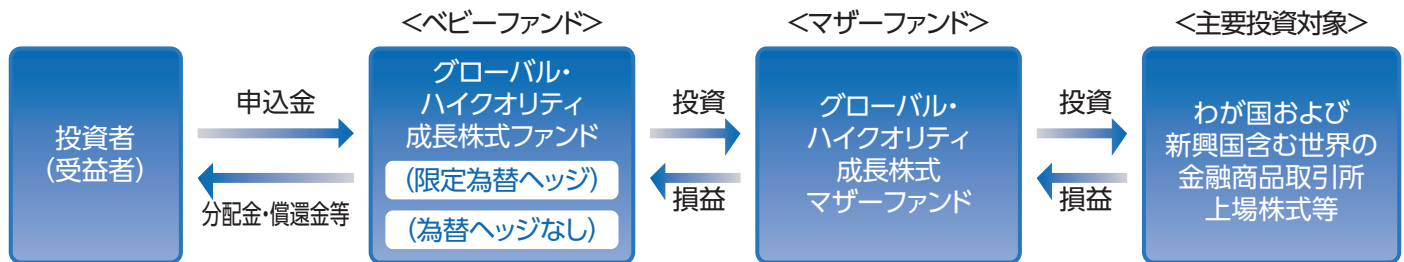 <ベビーファンド>
<マザーファンド>
<主要投資対象>
投資者
(受益者)
申込金
分配金・償還金等
グローバル・
ハイクオリティ
成長株式ファンド
(限定為替ヘッジ)
(為替ヘッジなし)
投資
損益
グローバル・
ハイクオリティ
成長株式
マザーファンド
投資
損益
わが国および
新興国含む世界の
金融商品取引所
上場株式等